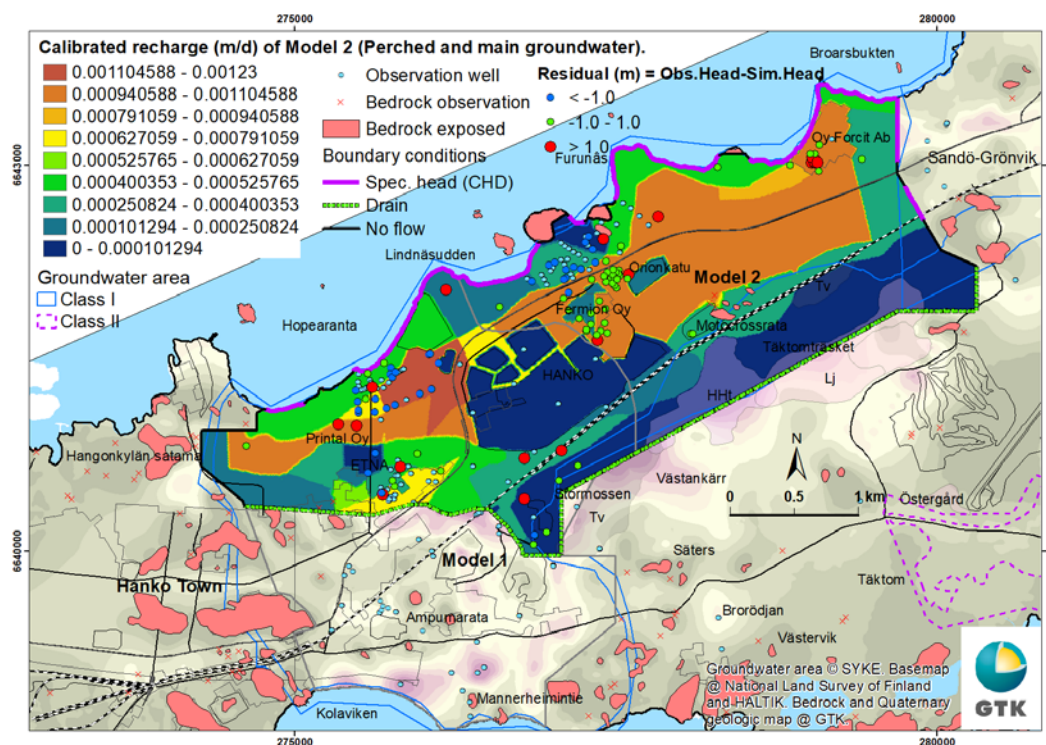 275000
280000
Calibrated recharge (m/d) of Model 2 (Perched and main groundwater).
0.001104588 - 0.00123
0.000940588 - 0.001104588
0.000791059 - 0.000940588
0.000627059 - 0.000791059
0.000525765 - 0.000627059
0.000400353 - 0.000525765
0.000250824 - 0.000400353
0.000101294 - 0.000250824
0 - 0.000101294
Groundwater area
Class I
Class II
Observation well
Bedrock observation
Bedrock exposed
Boundary conditions
Spec. head (CHD)
Drain
No flow
Residual (m) = Obs.Head-Sim.Head
< -1.0
-1.0 - 1.0
> 1.0
Broarsbukten
Oy Forcit Ab
Furunäs
Sandö-Grönvik
6643000
Lindnäsudden
Orionkatu
Model 2
Tv
Hopearanta
Fermion Oy
Motocrossrata
Täktomträsket
HANKO
Lj
HHt
Printal Oy
Hangonkylän satama
ETNA
N
0 0.5 1 km
Västankärr
Stormossen
Östergård
Tv
6640000
Model 1
Säters
Täktom
Hanko Town
Ampumarata
Brorödjan
Västervik
Groundwater area © SYKE. Basemap
@ National Land Survey of Finland
and HALTIK. Bedrock and Quaternary
geologic map @ GTK.
GTK
Mannerheimintie
Kolaviken
275000
280000